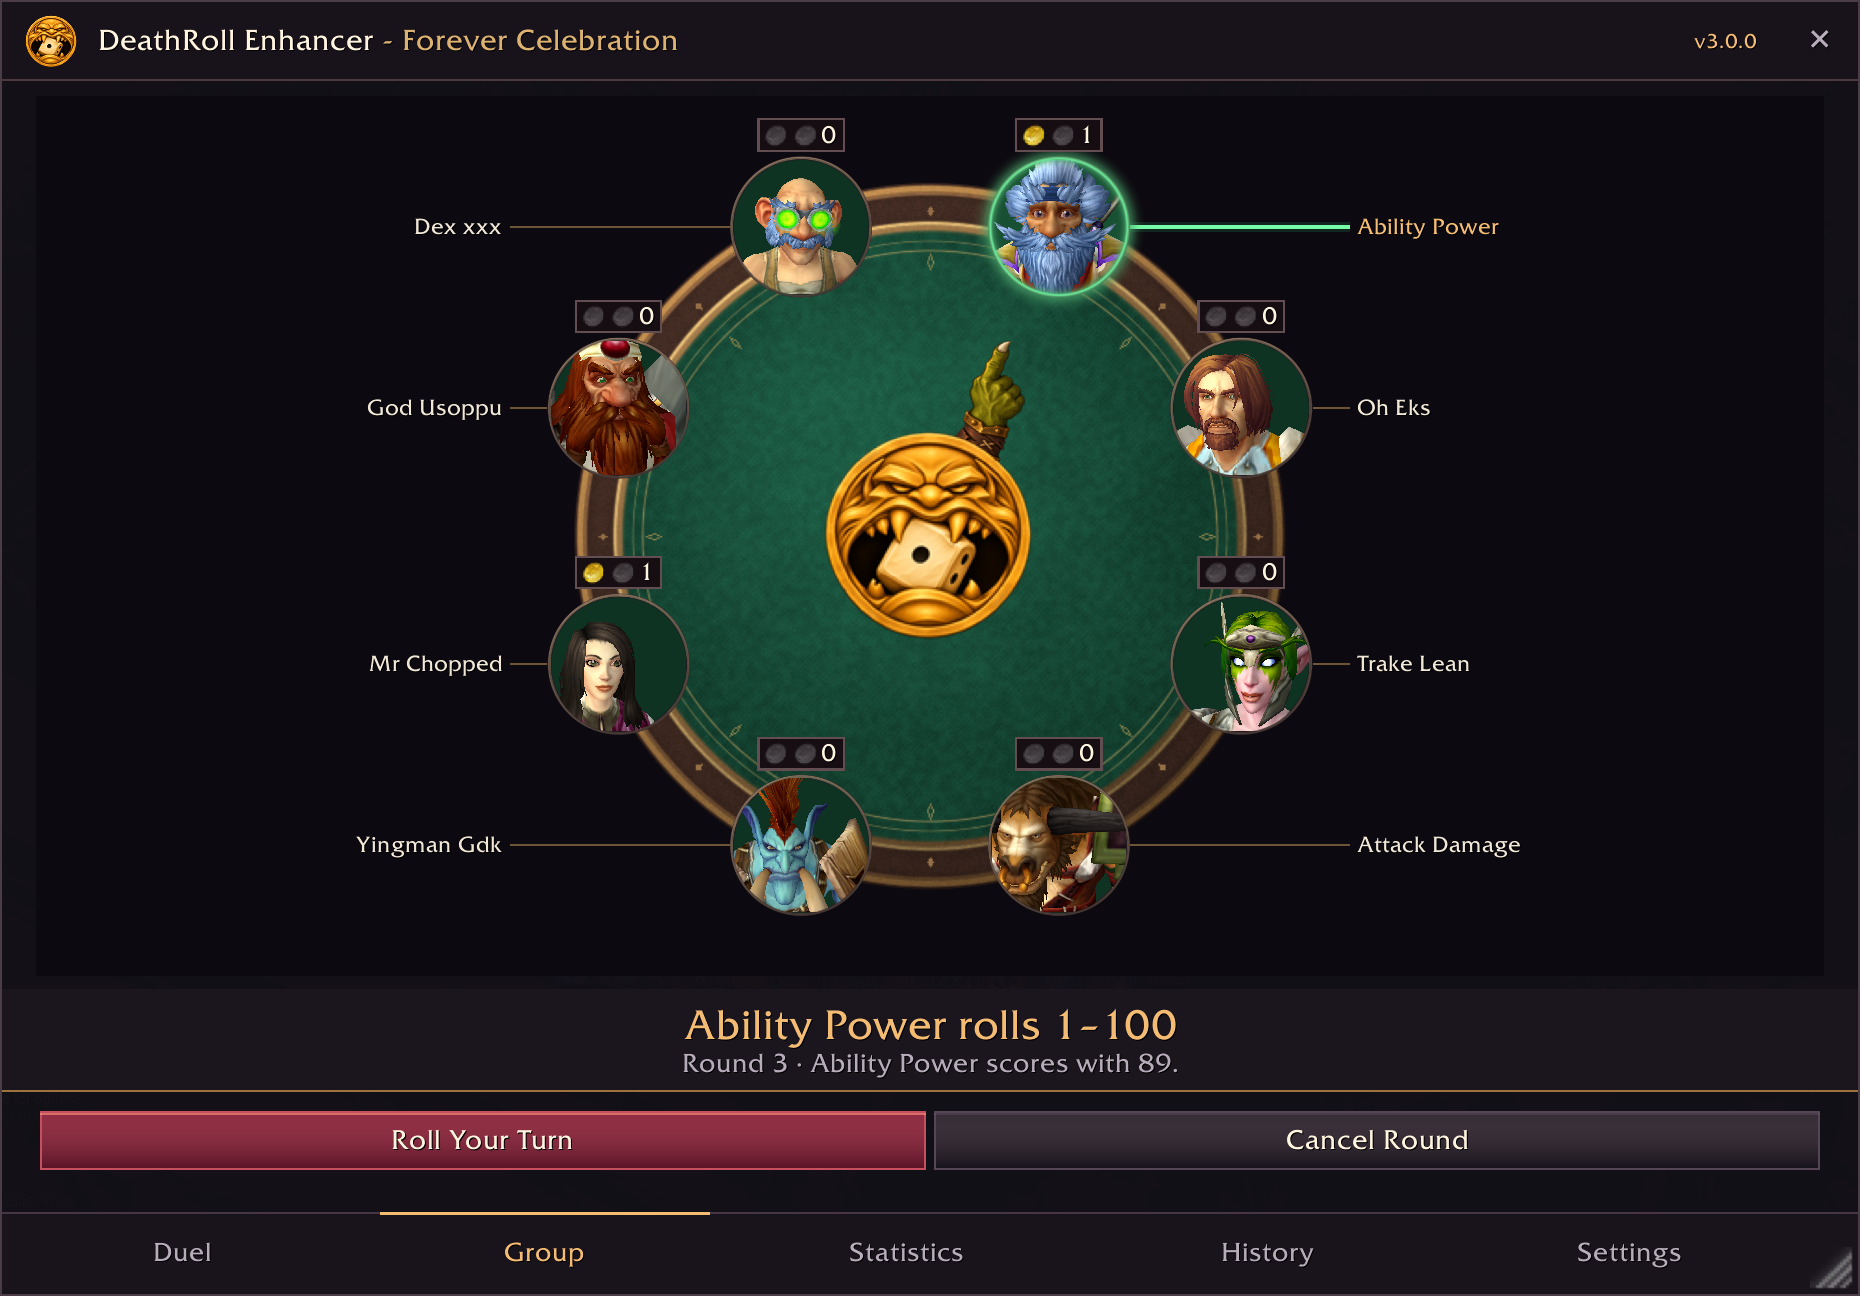 DeathRoll Enhancer - Forever Celebration
v3.0.0
0
1
Dex xxx
Ability Power
0
0
God Usoppu
Oh Eks
1
0
Mr Chopped
Trake Lean
0
0
Yingman Gdk
Attack Damage
Ability Power rolls 1-100
Round 3 · Ability Power scores with 89.
Roll Your Turn
Cancel Round
Duel
Group
Statistics
History
Settings